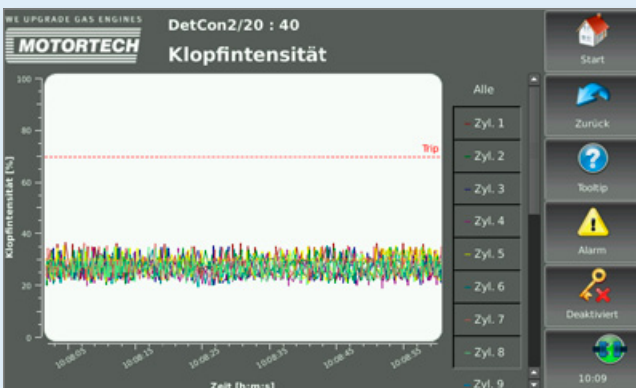 WE UPGRADE GAS ENGINES
MOTORTECH
DetCon2/20 : 40
Klopfintensität
Klopfintensität [%]
100
80
60
40
20
0
Trip
10:08:05
10:08:15
10:08:25
10:08:35
10:08:45
10:08:55
Zeit [h:m:s]
Alle
Zyl. 1
Zyl. 2
Zyl. 3
Zyl. 4
Zyl. 5
Zyl. 6
Zyl. 7
Zyl. 8
Zyl. 9
Start
Zurück
Tooltip
Alarm
Deaktiviert
10:09